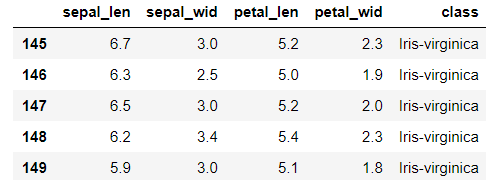 sepal_len sepal_wid petal_len petal_wid class
145 6.7 3.0 5.2 2.3 Iris-virginica
146 6.3 2.5 5.0 1.9 Iris-virginica
147 6.5 3.0 5.2 2.0 Iris-virginica
148 6.2 3.4 5.4 2.3 Iris-virginica
149 5.9 3.0 5.1 1.8 Iris-virginica